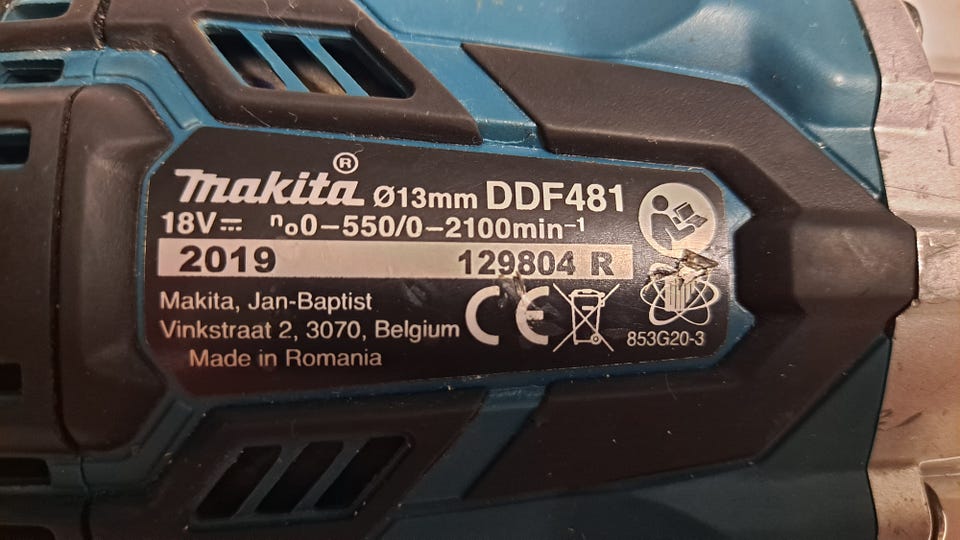 makita® Ø13mm DDF481
18V⎓ n₀0-550/0-2100min⁻¹
2019 129804 R
Makita, Jan-Baptist
Vinkstraat 2, 3070, Belgium
Made in Romania
CE
853G20-3